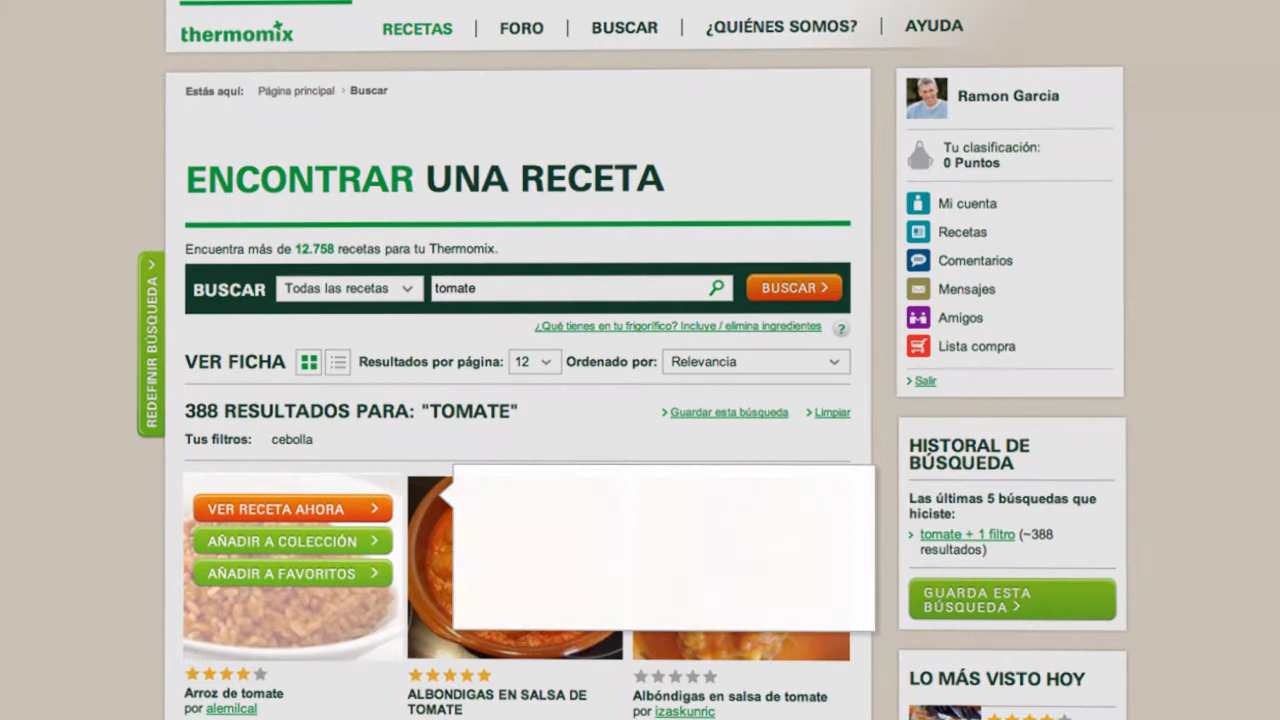 thermomix
RECETAS
FORO
BUSCAR
¿QUIÉNES SOMOS?
AYUDA
Estás aquí: Página principal > Buscar
ENCONTRAR UNA RECETA
Encuentra más de 12.758 recetas para tu Thermomix.
BUSCAR Todas las recetas tomate BUSCAR >
¿Qué tienes en tu frigorífico? Incluye / elimina ingredientes ?
VER FICHA Resultados por página: 12 Ordenado por: Relevancia
388 RESULTADOS PARA: "TOMATE" > Guardar esta búsqueda > Limpiar
Tus filtros: cebolla
REDEFINIR BÚSQUEDA >
VER RECETA AHORA >
AÑADIR A COLECCIÓN >
AÑADIR A FAVORITOS >
Arroz de tomate
por alemilcal
ALBONDIGAS EN SALSA DE
TOMATE
Albóndigas en salsa de tomate
por izaskunric
Ramon Garcia
Tu clasificación:
0 Puntos
Mi cuenta
Recetas
Comentarios
Mensajes
Amigos
Lista compra
> Salir
HISTORAL DE
BÚSQUEDA
Las últimas 5 búsquedas que
hiciste:
> tomate + 1 filtro (~388
resultados)
GUARDA ESTA
BÚSQUEDA >
LO MÁS VISTO HOY